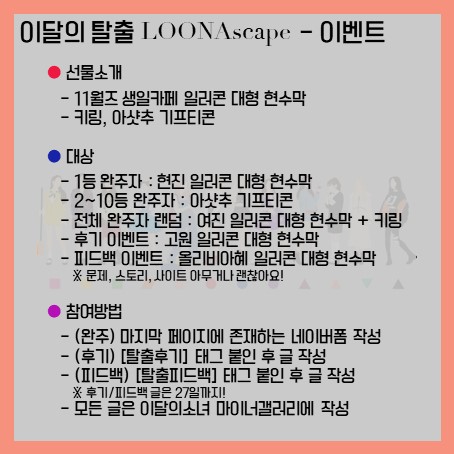 이달의 탈출 LOONAscape - 이벤트
● 선물소개
- 11월즈 생일카페 일러콘 대형 현수막
- 키링, 아샷추 기프티콘
● 대상
- 1등 완주자 : 현진 일러콘 대형 현수막
- 2~10등 완주자 : 아샷추 기프티콘
- 전체 완주자 랜덤 : 여진 일러콘 대형 현수막 + 키링
- 후기 이벤트 : 고원 일러콘 대형 현수막
- 피드백 이벤트 : 올리비아혜 일러콘 대형 현수막
※ 문제, 스토리, 사이트 아무거나 괜찮아요!
● 참여방법
- (완주) 마지막 페이지에 존재하는 네이버폼 작성
- (후기) [탈출후기] 태그 붙인 후 글 작성
- (피드백) [탈출피드백] 태그 붙인 후 글 작성
※ 후기/피드백 글은 27일까지!
- 모든 글은 이달의소녀 마이너갤러리에 작성